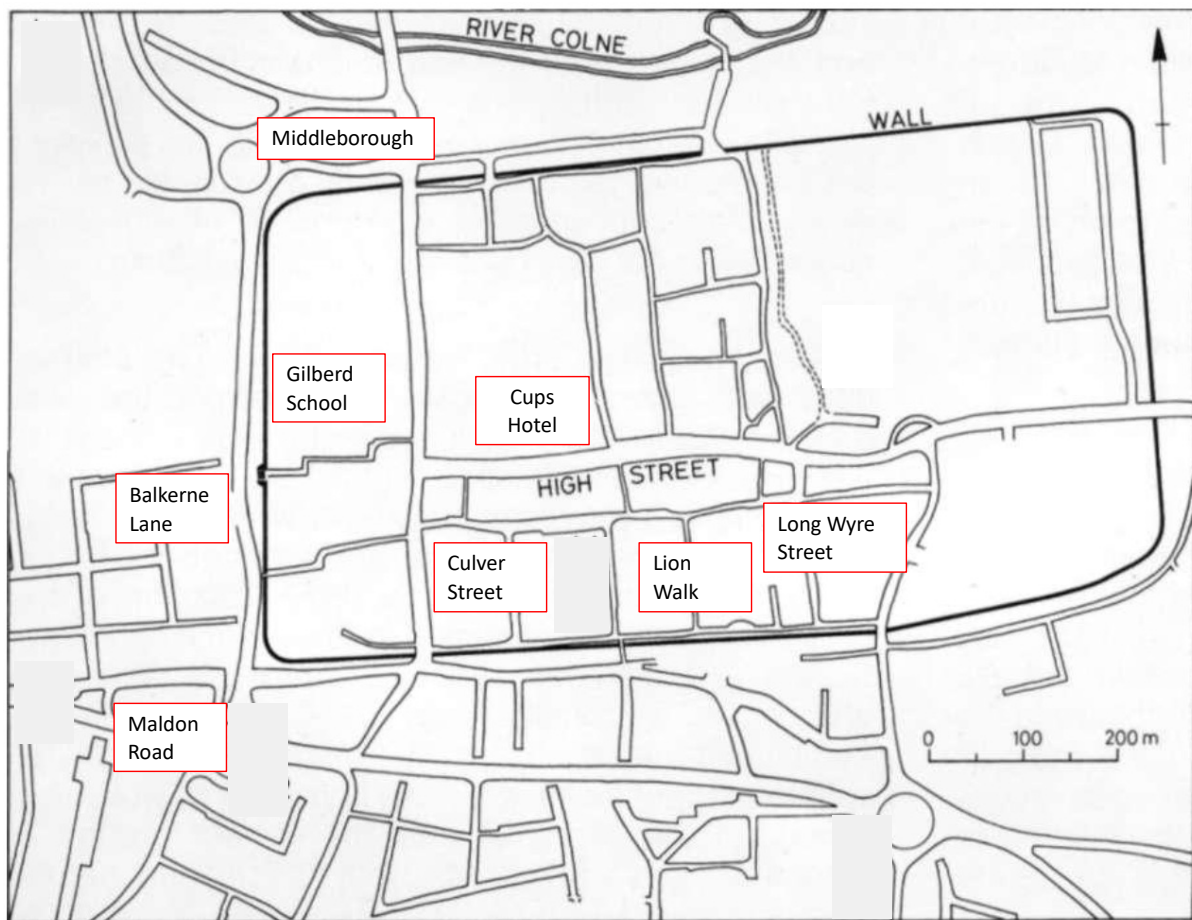 RIVER COLNE
WALL
Middleborough
Gilberd
School
Cups
Hotel
HIGH STREET
Balkerne
Lane
Long Wyre
Street
Culver
Street
Lion
Walk
Maldon
Road
0 100 200 m